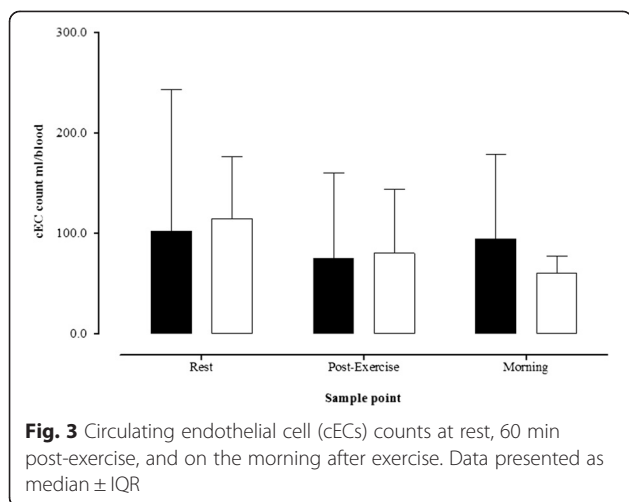 300.0
200.0
100.0
0.0
cEC count ml/blood
Rest Post-Exercise Morning
Sample point
Fig. 3 Circulating endothelial cell (cECs) counts at rest, 60 min
post-exercise, and on the morning after exercise. Data presented as
median ± IQR